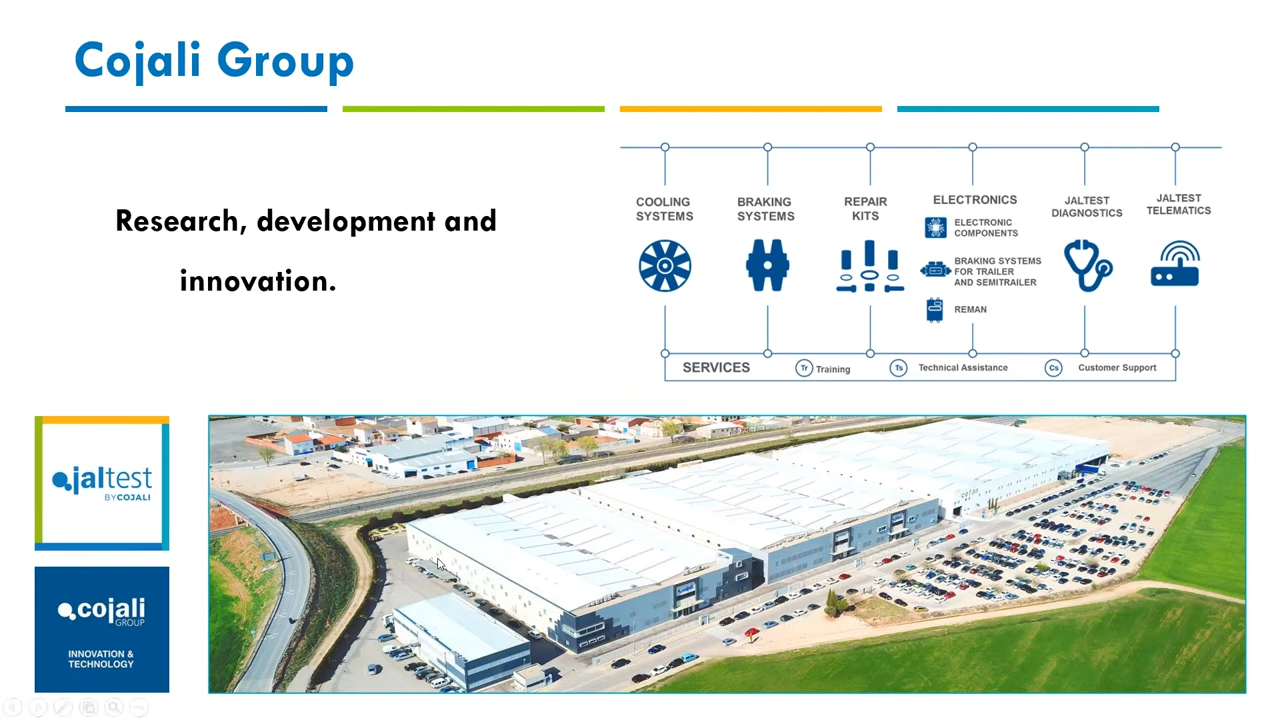 Cojali Group
Research, development and
innovation.
COOLING
SYSTEMS
BRAKING
SYSTEMS
REPAIR
KITS
ELECTRONICS
ELECTRONIC
COMPONENTS
BRAKING SYSTEMS
FOR TRAILER
AND SEMITRAILER
REMAN
JALTEST
DIAGNOSTICS
JALTEST
TELEMATICS
SERVICES
Tr Training
Ts Technical Assistance
Cs Customer Support
jaltest
BY COJALI
cojali
GROUP
INNOVATION &
TECHNOLOGY
cojali